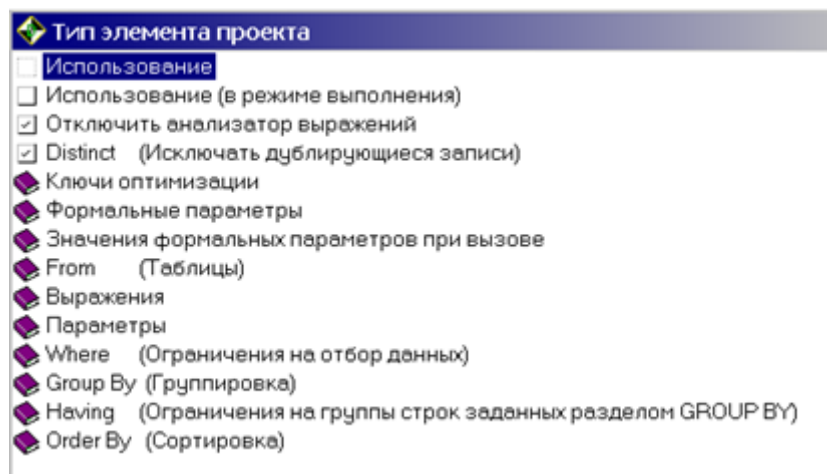 Тип элемента проекта
Использование
Использование (в режиме выполнения)
Отключить анализатор выражений
Distinct (Исключать дублирующиеся записи)
Ключи оптимизации
Формальные параметры
Значения формальных параметров при вызове
From (Таблицы)
Выражения
Параметры
Where (Ограничения на отбор данных)
Group By (Группировка)
Having (Ограничения на группы строк заданных разделом GROUP BY)
Order By (Сортировка)